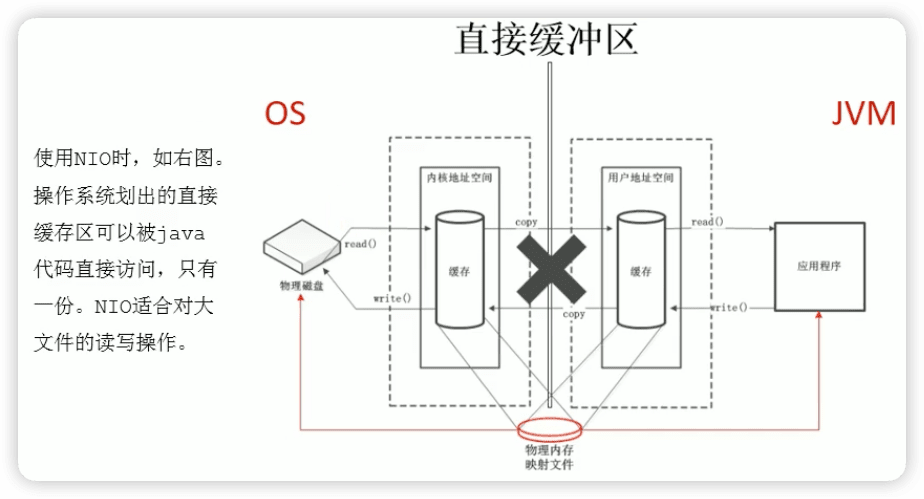 直接缓冲区
OS
JVM
使用NIO时，如右图。
操作系统划出的直接
缓存区可以被java
代码直接访问，只有
一份。NIO适合对大
文件的读写操作。
内核地址空间
用户地址空间
copy
read()
read()
缓存
缓存
应用程序
物理磁盘
write()
copy
write()
物理内存
映射文件